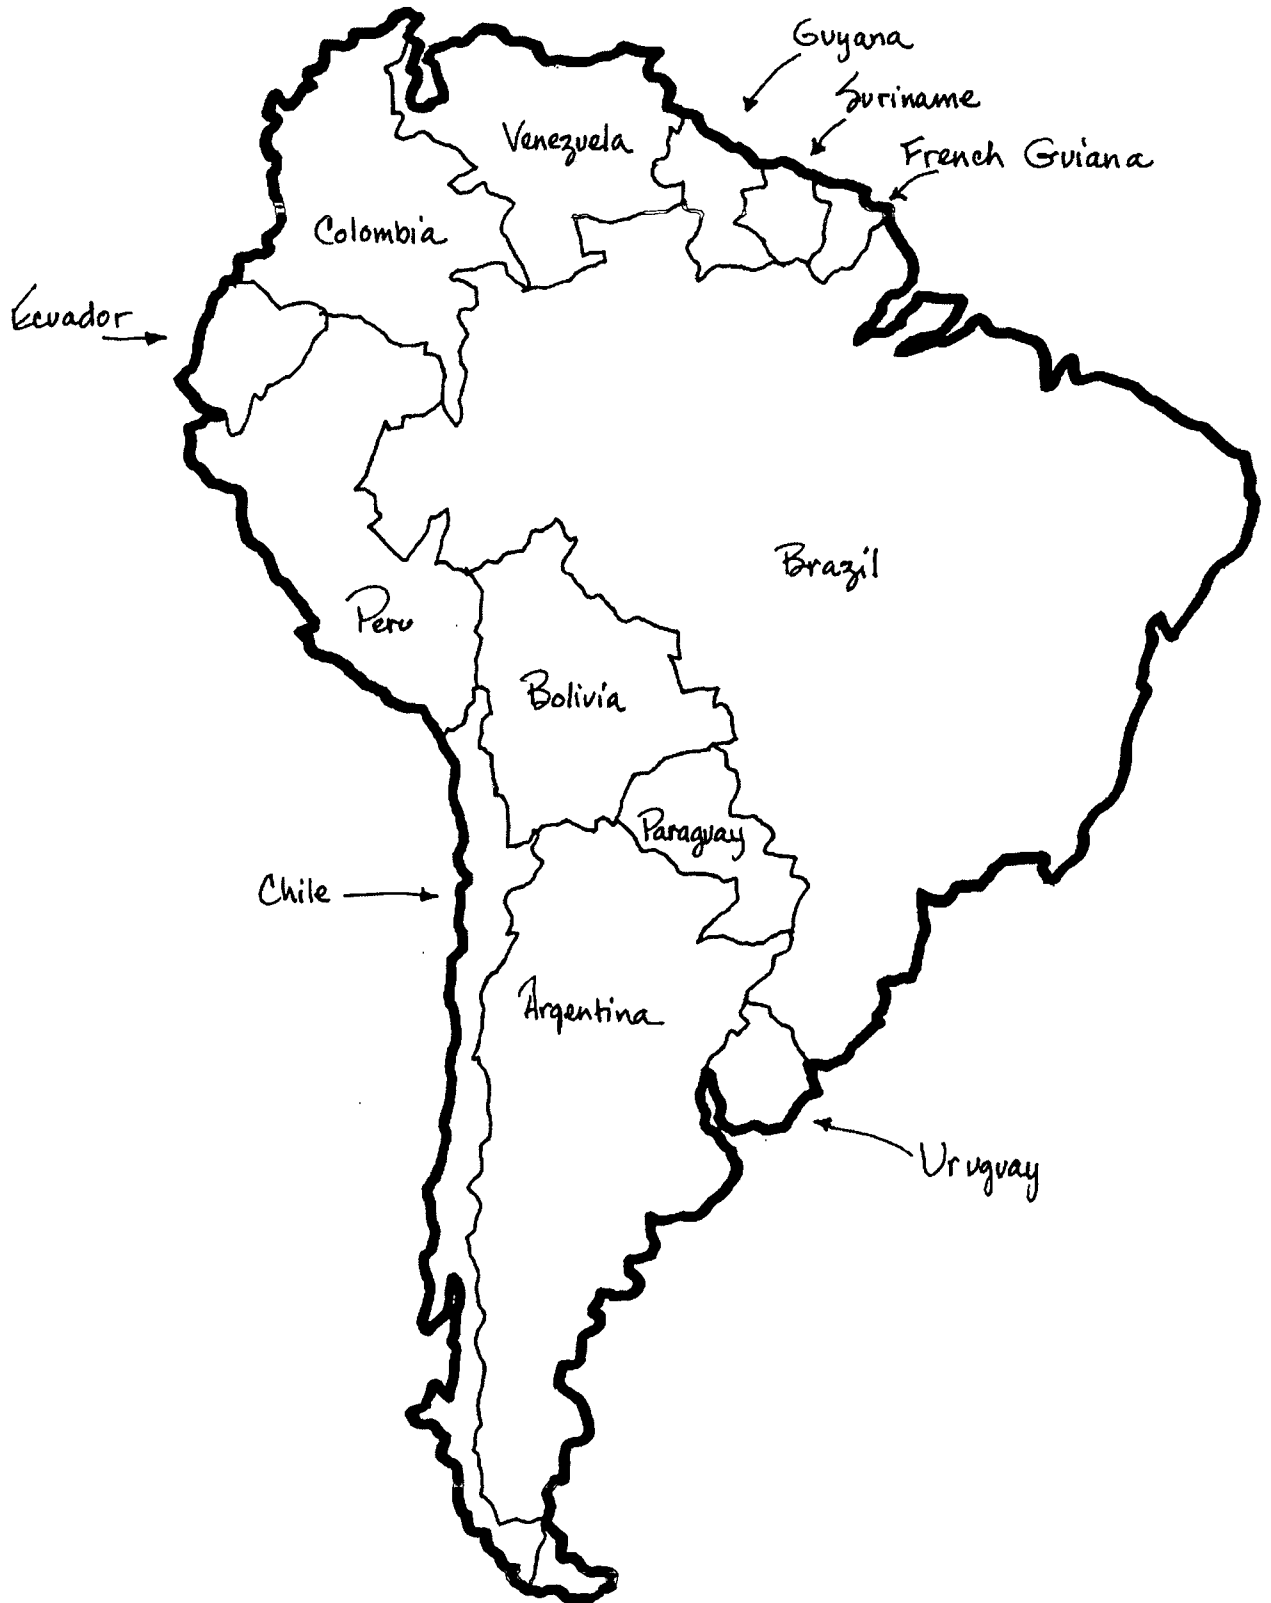 Guyana
Suriname
French Guiana
Venezuela
Colombia
Ecuador
Brazil
Peru
Bolivia
Paraguay
Chile
Argentina
Uruguay